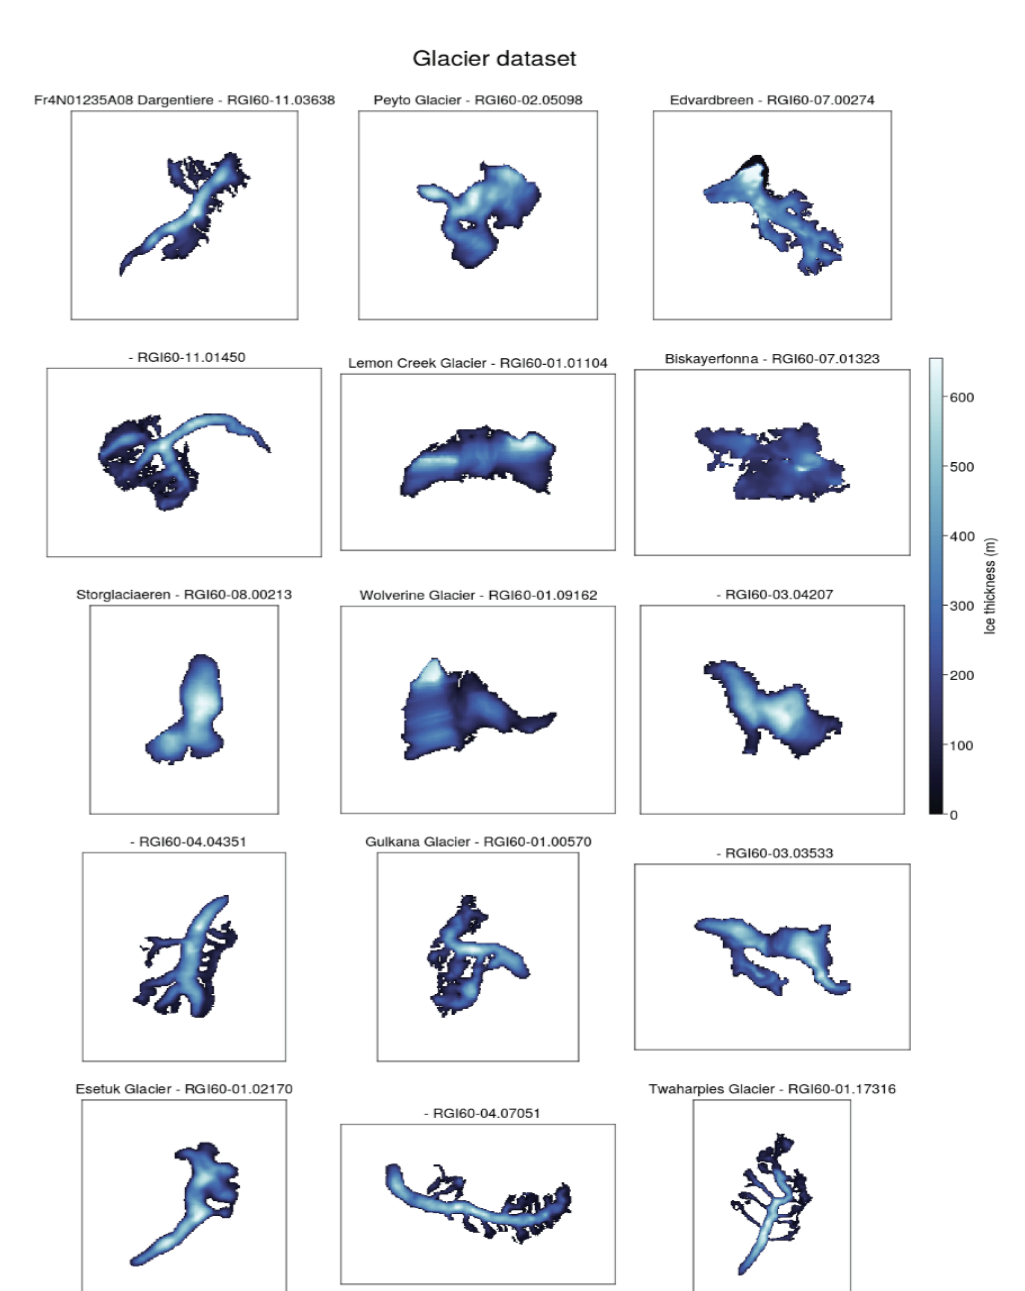 Glacier dataset
Fr4N01235A08 Dargentiere - RGI60-11.03638
Peyto Glacier - RGI60-02.05098
Edvardbreen - RGI60-07.00274
- RGI60-11.01450
Lemon Creek Glacier - RGI60-01.01104
Biskayerfonna - RGI60-07.01323
Storglaciaeren - RGI60-08.00213
Wolverine Glacier - RGI60-01.09162
- RGI60-03.04207
- RGI60-04.04351
Gulkana Glacier - RGI60-01.00570
- RGI60-03.03533
Esetuk Glacier - RGI60-01.02170
- RGI60-04.07051
Twaharpies Glacier - RGI60-01.17316
600
500
400
300
200
100
0
Ice thickness (m)